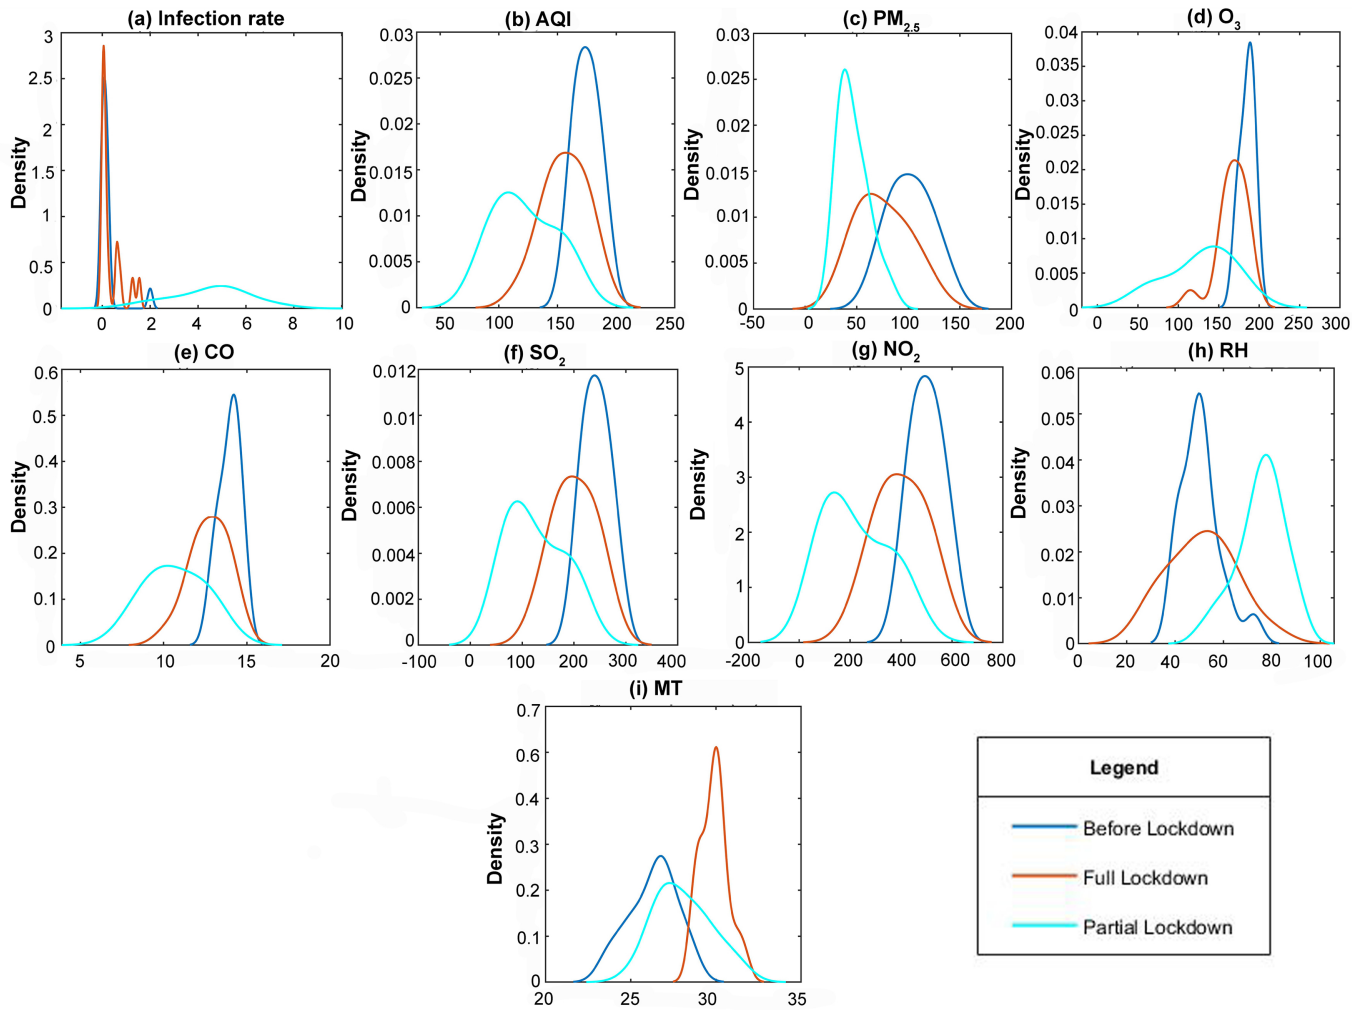 (a) Infection rate
(b) AQI
(c) PM2.5
(d) O3
Density
3
2.5
2
1.5
1
0.5
0
0 2 4 6 8 10
Density
0.03
0.025
0.02
0.015
0.01
0.005
0
50 100 150 200 250
Density
0.03
0.025
0.02
0.015
0.01
0.005
0
-50 0 50 100 150 200
Density
0.04
0.035
0.03
0.025
0.02
0.015
0.01
0.005
0
0 50 100 150 200 250 300
(e) CO
(f) SO2
(g) NO2
(h) RH
Density
0.6
0.5
0.4
0.3
0.2
0.1
0
5 10 15 20
Density
0.012
0.01
0.008
0.006
0.004
0.002
0
-100 0 100 200 300 400
Density
5
4
3
2
1
0
-200 0 200 400 600 800
Density
0.06
0.05
0.04
0.03
0.02
0.01
0
0 20 40 60 80 100
(i) MT
Density
0.7
0.6
0.4
0.3
0.2
0.1
0
20 25 30 35
Legend
Before Lockdown
Full Lockdown
Partial Lockdown